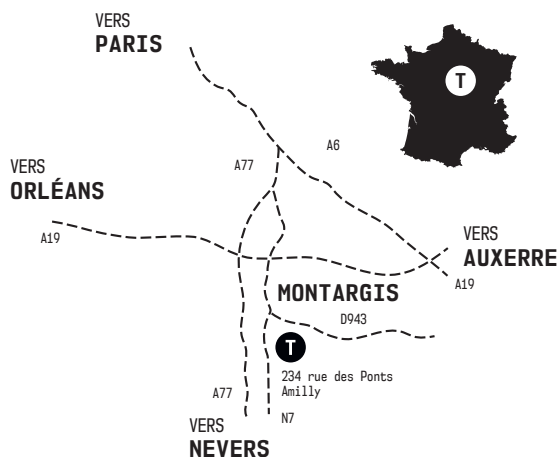 VERS
PARIS
T
A6
A77
VERS
ORLÉANS
A19
VERS
AUXERRE
A19
MONTARGIS
D943
T
234 rue des Ponts
Amilly
A77
N7
VERS
NEVERS